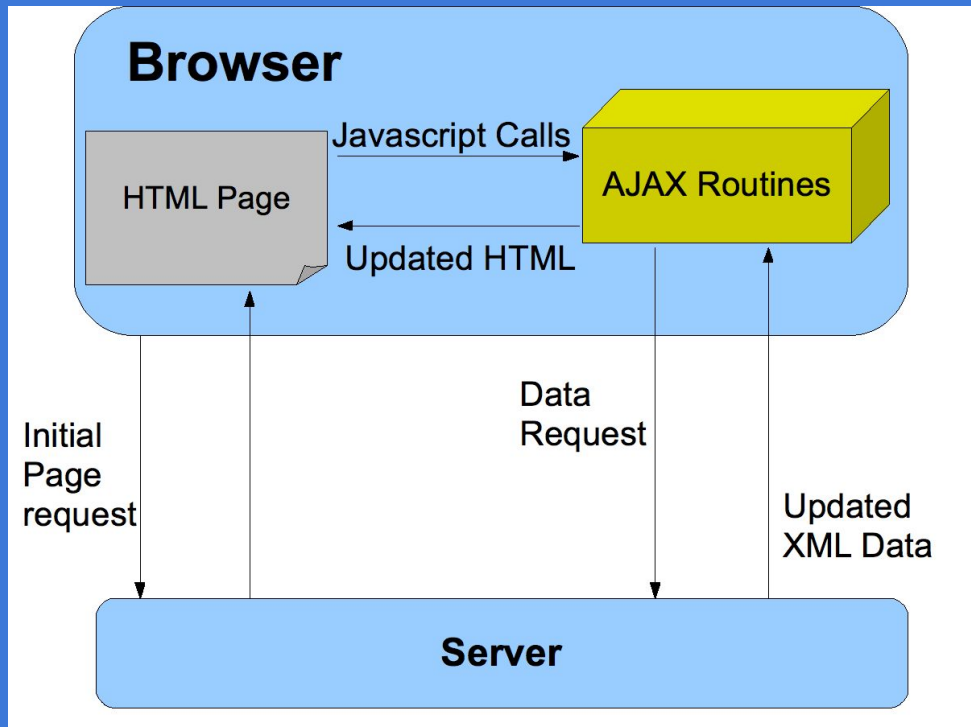 Browser
Javascript Calls
HTML Page
AJAX Routines
Updated HTML
Initial
Page
request
Data
Request
Updated
XML Data
Server